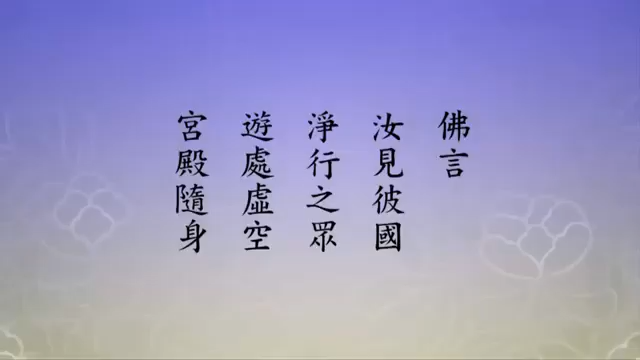 佛言
汝見彼國
淨行之眾
遊處虛空
宮殿隨身